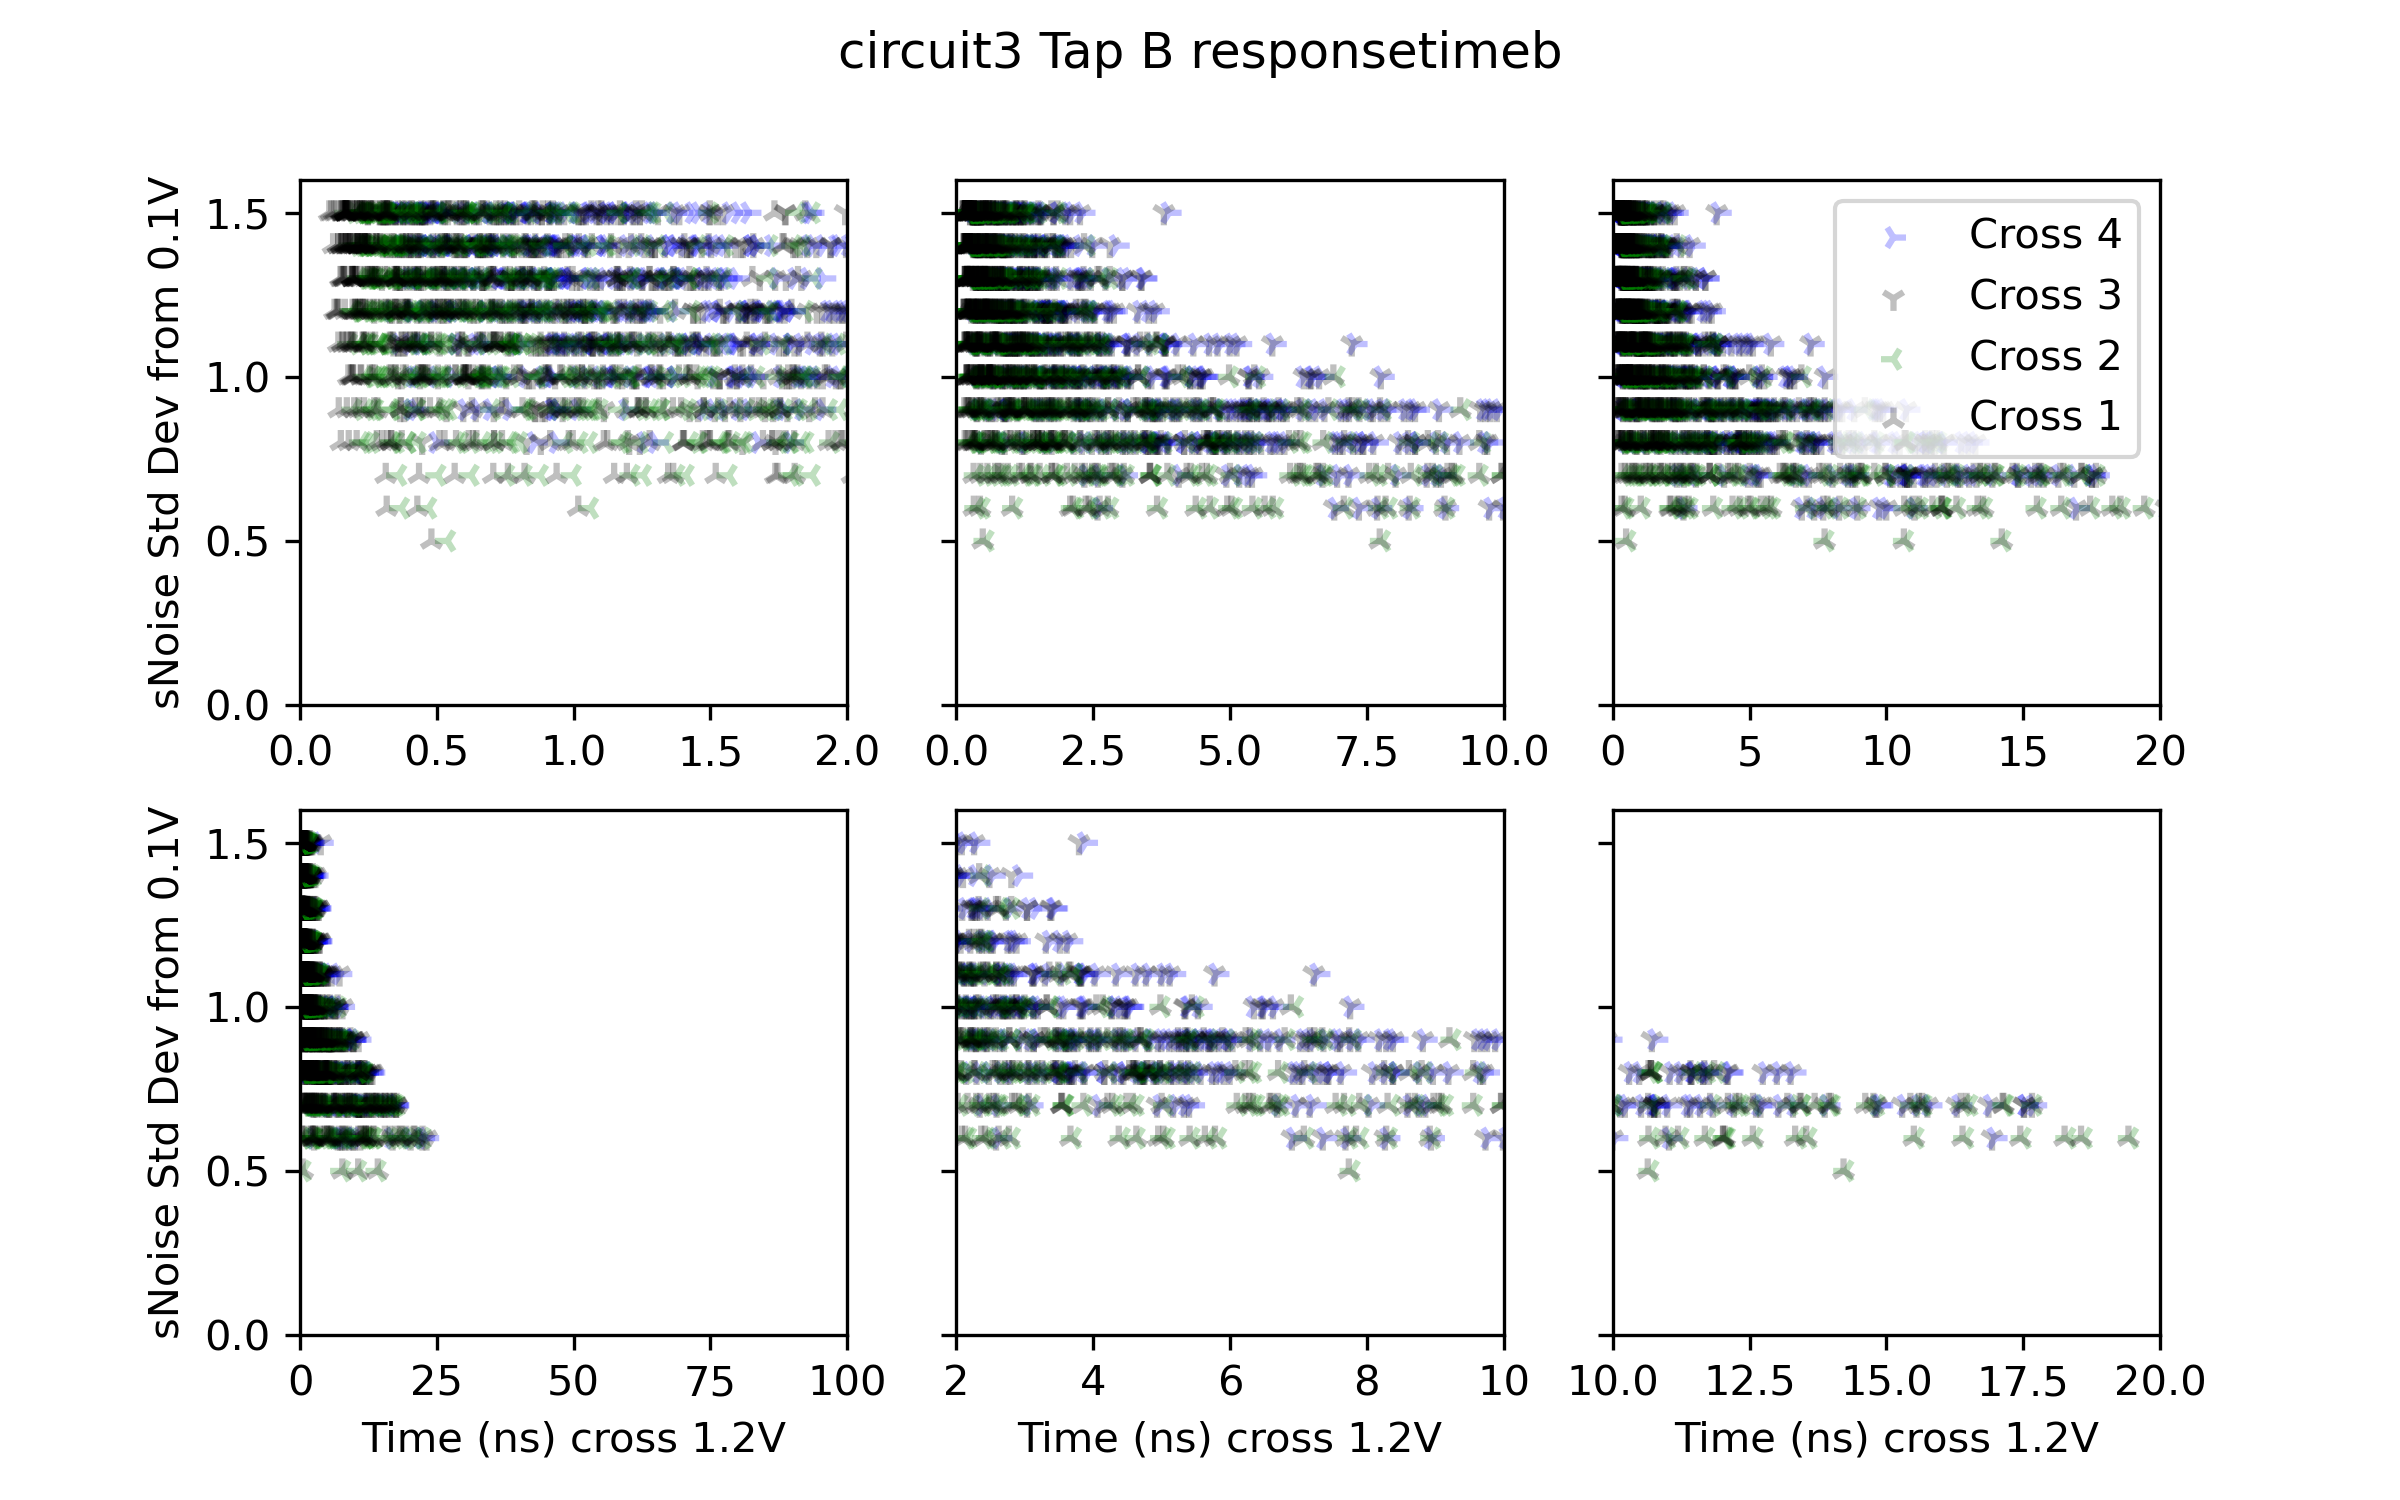 circuit3 Tap B responsetimeb
sNoise Std Dev from 0.1V
1.5
1.0
0.5
0.0
0.0 0.5 1.0 1.5 2.0
0.0 2.5 5.0 7.5 10.0
Cross 4
Cross 3
Cross 2
Cross 1
0 5 10 15 20
sNoise Std Dev from 0.1V
1.5
1.0
0.5
0.0
0 25 50 75 100
Time (ns) cross 1.2V
2 4 6 8 10
Time (ns) cross 1.2V
10.0 12.5 15.0 17.5 20.0
Time (ns) cross 1.2V